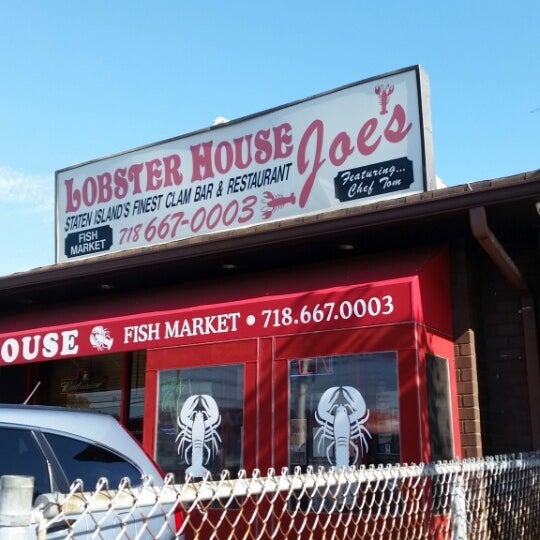 LOBSTER HOUSE
Joe's
STATEN ISLAND'S FINEST CLAM BAR & RESTAURANT
FISH MARKET
718 667-0003
Featuring...
Chef Tom
OUSE FISH MARKET • 718.667.0003